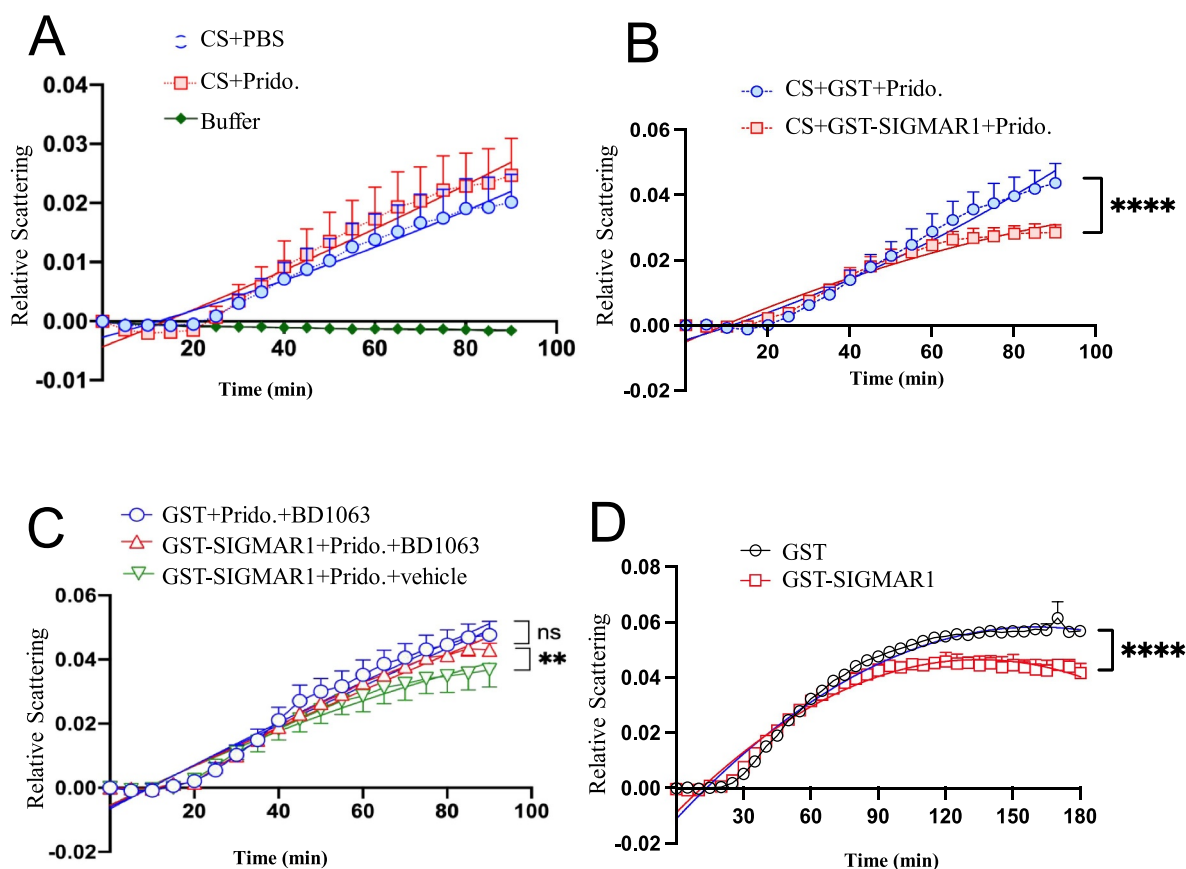 A
CS+PBS
CS+Prido.
Buffer
0.04
0.03
0.02
0.01
0.00
-0.01
20
40
60
80
100
Relative Scattering
Time (min)
B
CS+GST+Prido.
CS+GST-SIGMAR1+Prido.
0.06
0.04
0.02
0.00
-0.02
20
40
60
80
100
Relative Scattering
Time (min)
****
C
GST+Prido.+BD1063
GST-SIGMAR1+Prido.+BD1063
GST-SIGMAR1+Prido.+vehicle
0.06
0.04
0.02
0.00
-0.02
20
40
60
80
100
Relative Scattering
Time (min)
ns
**
D
GST
GST-SIGMAR1
0.08
0.06
0.04
0.02
0.00
-0.02
30
60
90
120
150
180
Relative Scattering
Time (min)
****